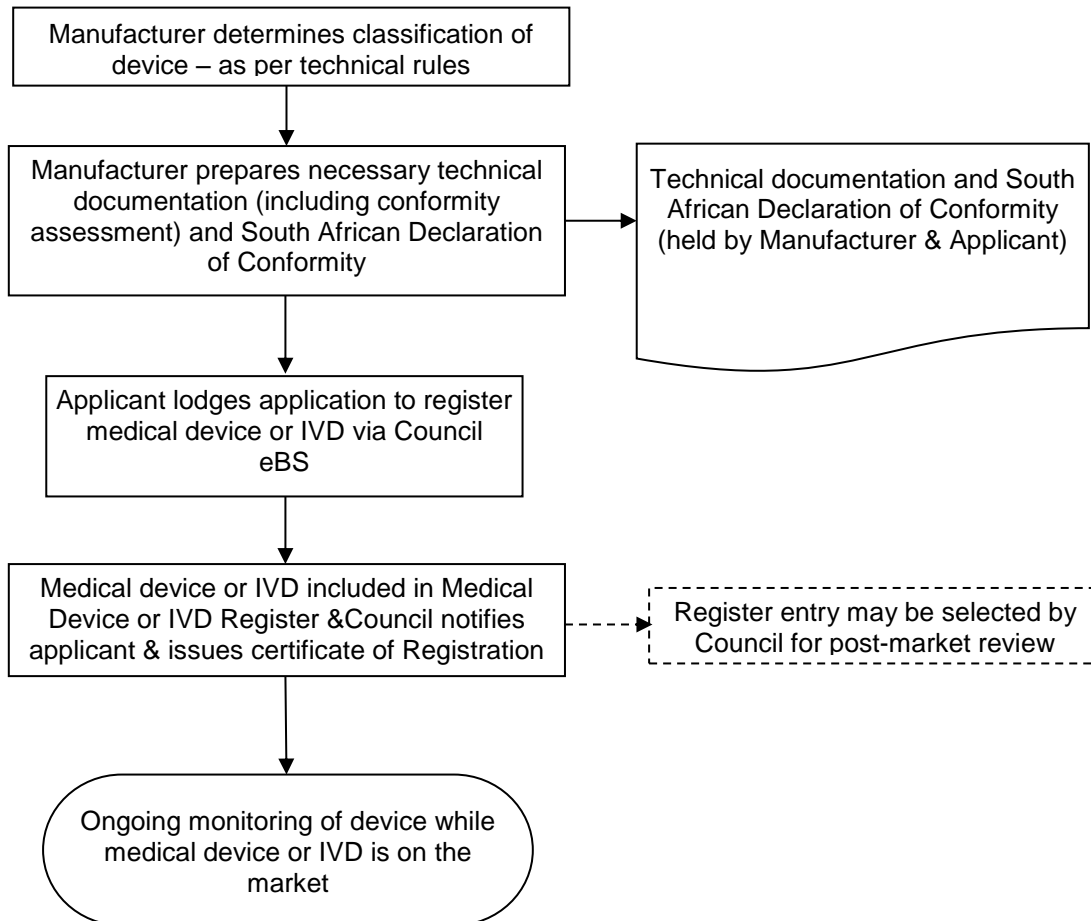 Manufacturer determines classification of
device – as per technical rules
Manufacturer prepares necessary technical
documentation (including conformity
assessment) and South African Declaration
of Conformity
Technical documentation and South
African Declaration of Conformity
(held by Manufacturer & Applicant)
Applicant lodges application to register
medical device or IVD via Council
eBS
Medical device or IVD included in Medical
Device or IVD Register &Council notifies
applicant & issues certificate of Registration
Register entry may be selected by
Council for post-market review
Ongoing monitoring of device while
medical device or IVD is on the
market